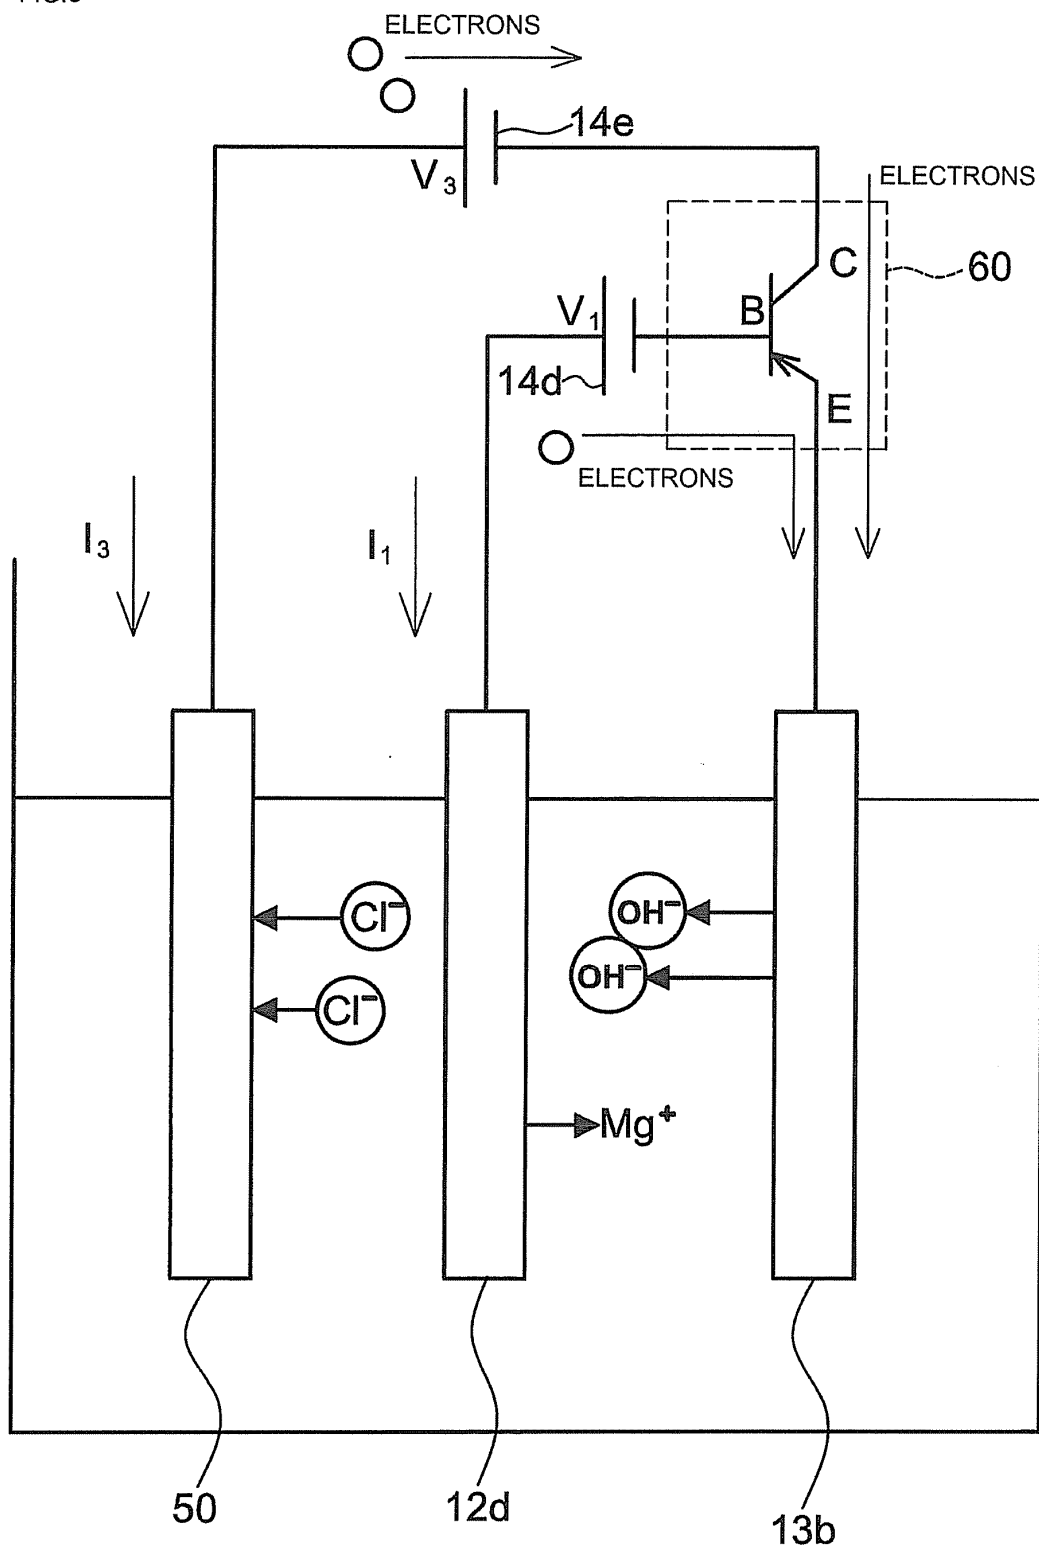 ELECTRONS
14e
V3
ELECTRONS
C
60
V1
B
14d
E
ELECTRONS
I3
I1
Cl−
OH−
OH−
Cl−
Mg+
50
12d
13b